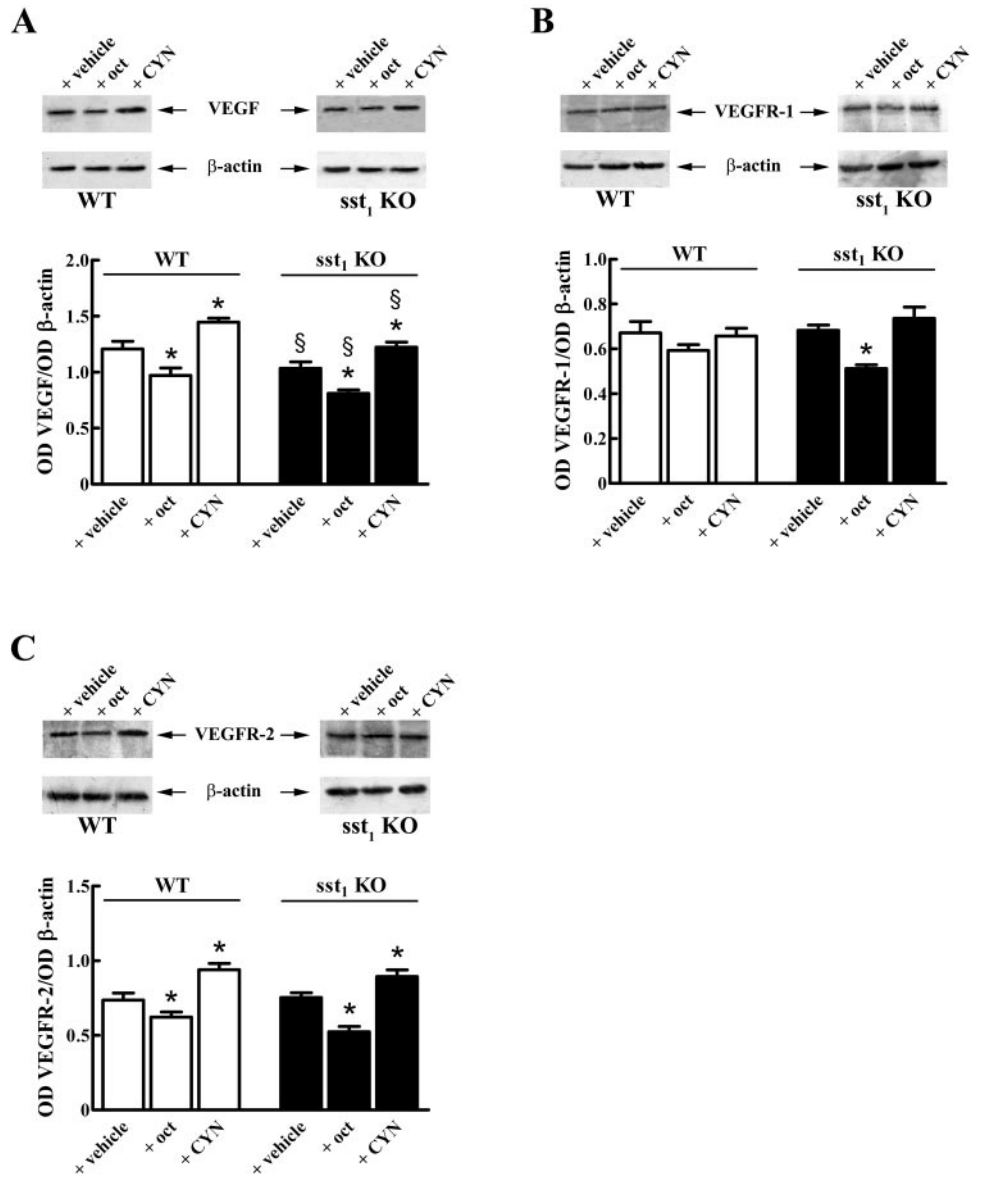 A
+ vehicle + oct + CYN + vehicle + oct + CYN
VEGF
β-actin
WT sst1 KO
OD VEGF/OD β-actin
WT sst1 KO
2.0
1.5
1.0
0.5
0
* * § § * § *
+ vehicle + oct + CYN + vehicle + oct + CYN
B
+ vehicle + oct + CYN + vehicle + oct + CYN
VEGFR-1
β-actin
WT sst1 KO
OD VEGFR-1/OD β-actin
WT sst1 KO
1.0
0.8
0.6
0.4
0.2
0
*
+ vehicle + oct + CYN + vehicle + oct + CYN
C
+ vehicle + oct + CYN + vehicle + oct + CYN
VEGFR-2
β-actin
WT sst1 KO
OD VEGFR-2/OD β-actin
WT sst1 KO
1.5
1.0
0.5
0
* * * *
+ vehicle + oct + CYN + vehicle + oct + CYN